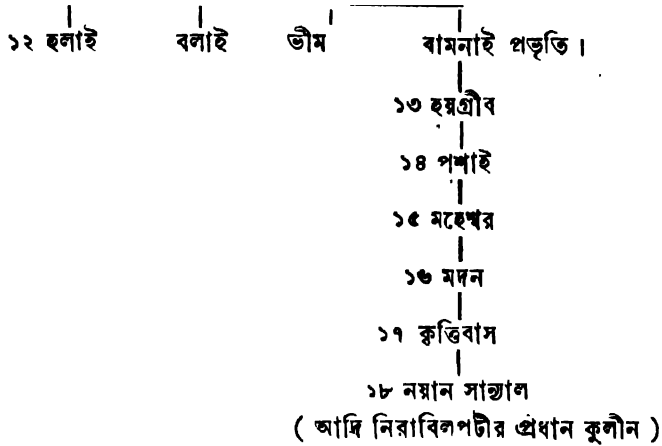 ১২ হলাই বলাই ভীম বামনাই প্রভৃতি ।
১৩ হয়গ্রীব
১৪ পশাই
১৫ মহেশ্বর
১৬ মদন
১৭ কৃত্তিবাস
১৮ নয়ান সান্যাল
( আদি নিরাবিলপটীর প্রধান কুলীন )